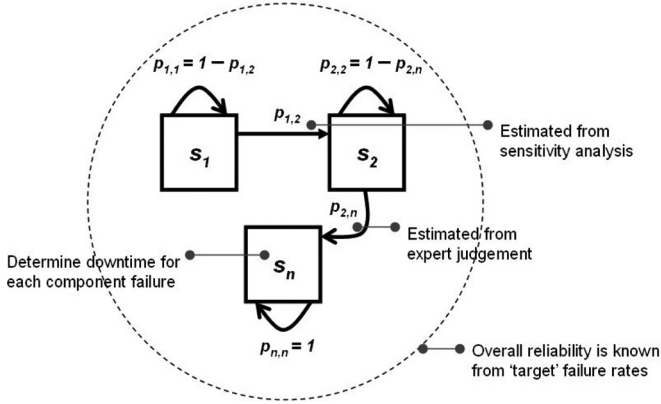 p1,1 = 1 – p1,2
p2,2 = 1 – p2,n
p1,2
s1
s2
Estimated from
sensitivity analysis
p2,n
Estimated from
expert judgement
Determine downtime for
each component failure
sn
pn,n = 1
Overall reliability is known
from ‘target’ failure rates